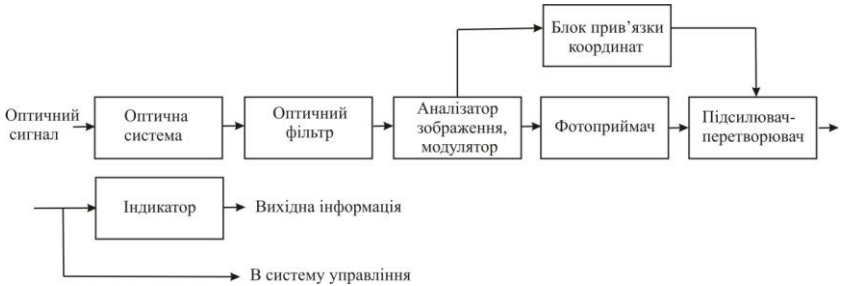 Блок прив’язки
координат
Оптичний
сигнал
Оптична
система
Оптичний
фільтр
Аналізатор
зображення,
модулятор
Фотоприймач
Підсилювач-
перетворювач
Індикатор
Вихідна інформація
В систему управління